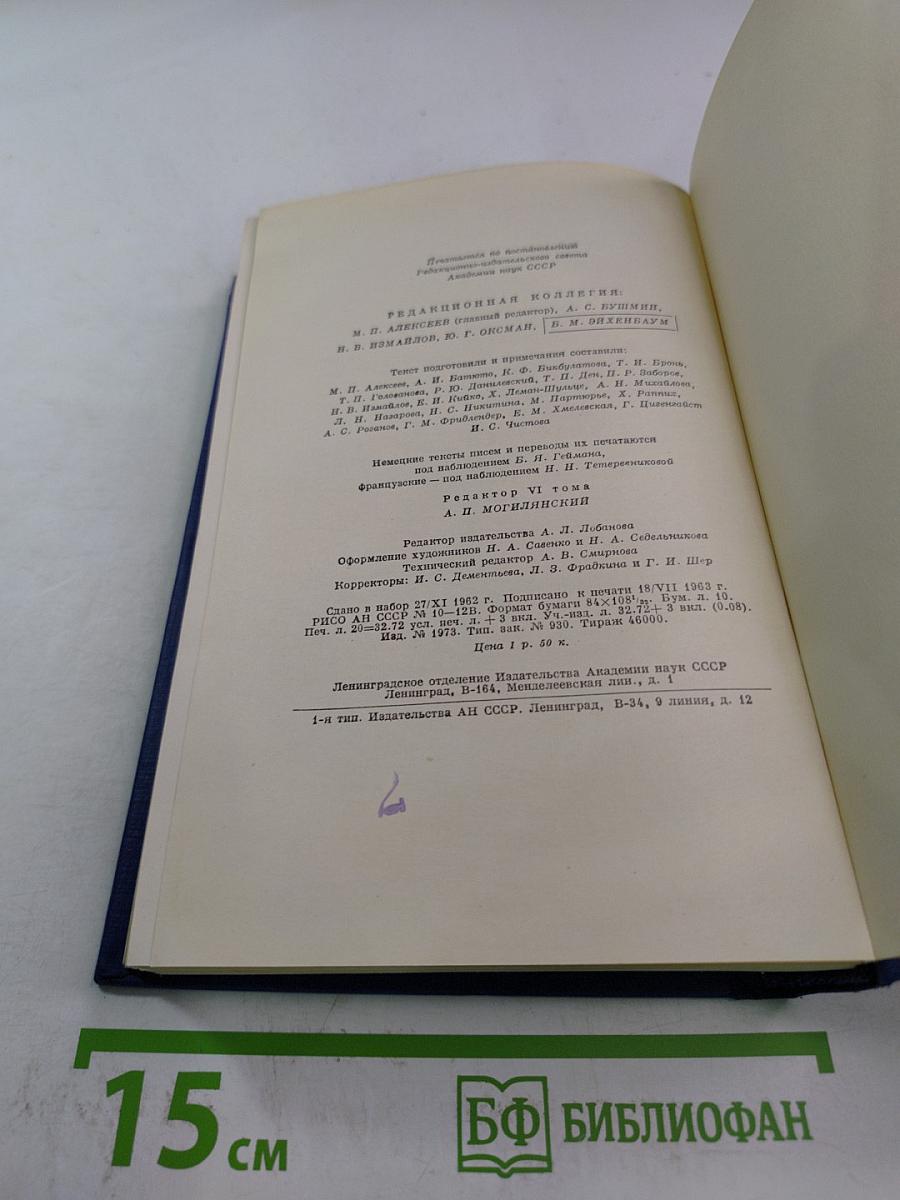 Печатается по постановлению
Редакционно-издательского совета
Академии наук СССР
РЕДАКЦИОННАЯ КОЛЛЕГИЯ:
М. П. АЛЕКСЕЕВ (главный редактор), А. С. БУШМИН,
Н. В. ИЗМАЙЛОВ, Ю. Г. ОКСМАН, Б. М. ЭЙХЕНБАУМ
Текст подготовили и примечания составили:
М. П. Алексеев, А. И. Батюто, К. Ф. Бикбулатова, Т. Н. Бронь,
Т. П. Голованова, Р. Ю. Данилевский, Т. П. Ден, П. Р. Заборов,
Н. В. Измайлов, Е. И. Кийко, Х. Леман-Шульце, А. Н. Михайлова,
Л. Н. Назарова, Н. С. Никитина, М. Партюрье, Х. Раппих,
А. С. Розанов, Г. М. Фридлендер, Е. М. Хмелевская, Г. Цигенгайст
И. С. Чистова
Немецкие тексты писем и переводы их печатаются
под наблюдением Б. Я. Геймана,
французские — под наблюдением Н. Н. Тетеревниковой
Редактор VI тома
А. П. МОГИЛЯНСКИЙ
Редактор издательства А. Л. Лобанова
Оформление художников Н. А. Савенко и Н. А. Седельникова
Технический редактор А. В. Смирнова
Корректоры: И. С. Дементьева, Л. З. Фрадкина и Г. И. Шер
Сдано в набор 27/XI 1962 г. Подписано к печати 18/VII 1963 г.
РИСО АН СССР № 10—12В. Формат бумаги 84×108¹/₃₂. Бум. л. 10.
Печ. л. 20=32.72 усл. печ. л. + 3 вкл. Уч.-изд. л. 32.72+ 3 вкл. (0.08).
Изд. № 1973. Тип. зак. № 930. Тираж 46000.
Цена 1 р. 50 к.
Ленинградское отделение Издательства Академии наук СССР
Ленинград, В-164, Менделеевская лин., д. 1
1-я тип. Издательства АН СССР. Ленинград, В-34, 9 линия, д. 12
15 см
БФ БИБЛИОФАН